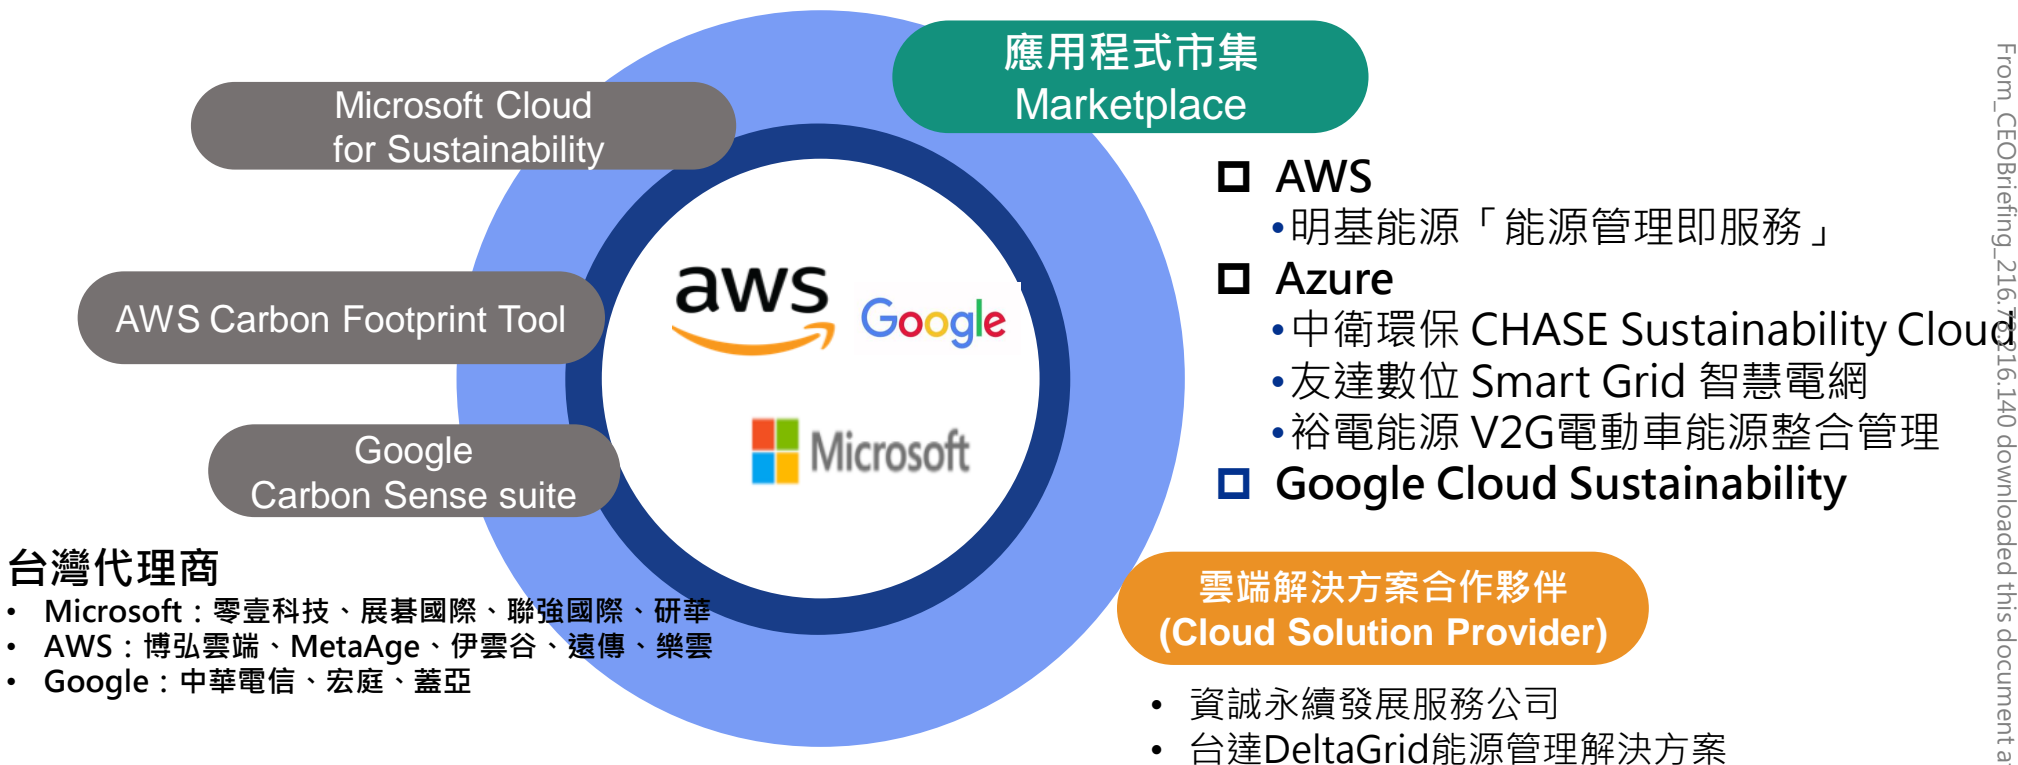 Microsoft Cloud
for Sustainability
AWS Carbon Footprint Tool
Google
Carbon Sense suite
台灣代理商
• Microsoft：零壹科技、展碁國際、聯強國際、研華
• AWS：博弘雲端、MetaAge、伊雲谷、遠傳、樂雲
• Google：中華電信、宏庭、蓋亞
aws
Google
Microsoft
應用程式市集
Marketplace
AWS
•明基能源「能源管理即服務」
Azure
•中衛環保 CHASE Sustainability Cloud
•友達數位 Smart Grid 智慧電網
•裕電能源 V2G電動車能源整合管理
Google Cloud Sustainability
雲端解決方案合作夥伴
(Cloud Solution Provider)
• 資誠永續發展服務公司
• 台達DeltaGrid能源管理解決方案
From_CEOBriefing_216.73.216.140 downloaded this document a